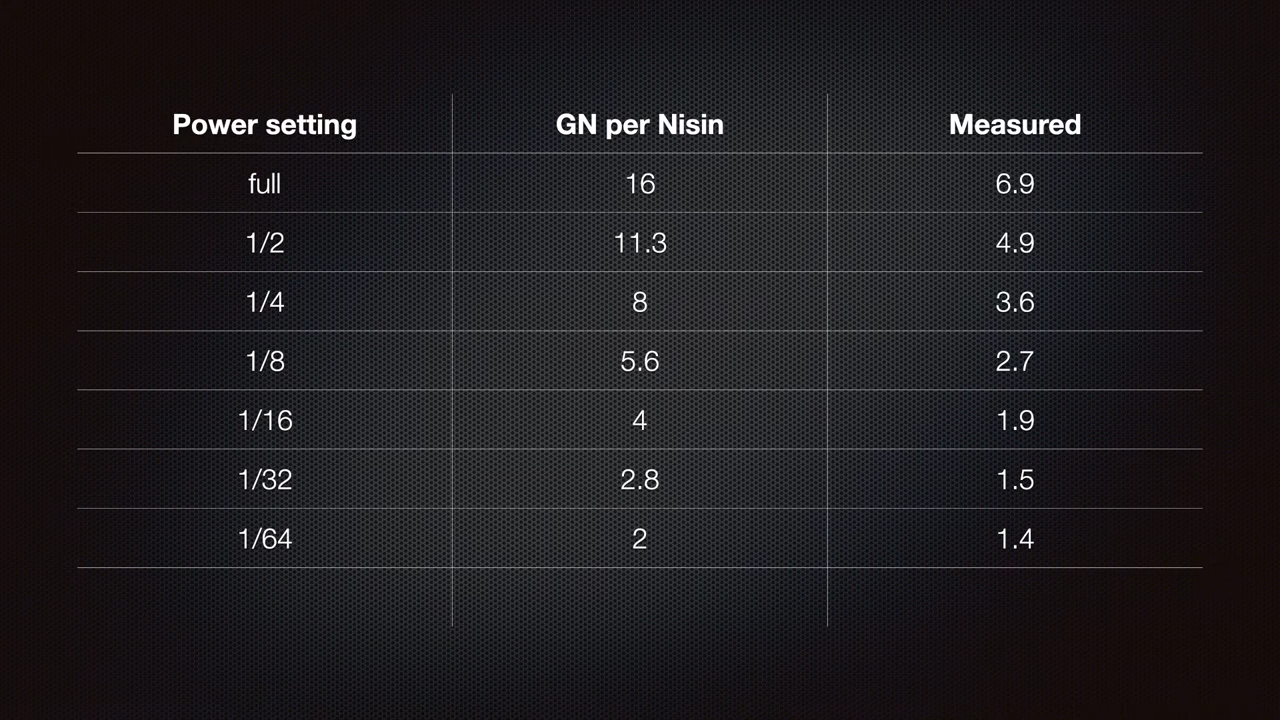 Power setting GN per Nisin Measured
full 16 6.9
1/2 11.3 4.9
1/4 8 3.6
1/8 5.6 2.7
1/16 4 1.9
1/32 2.8 1.5
1/64 2 1.4